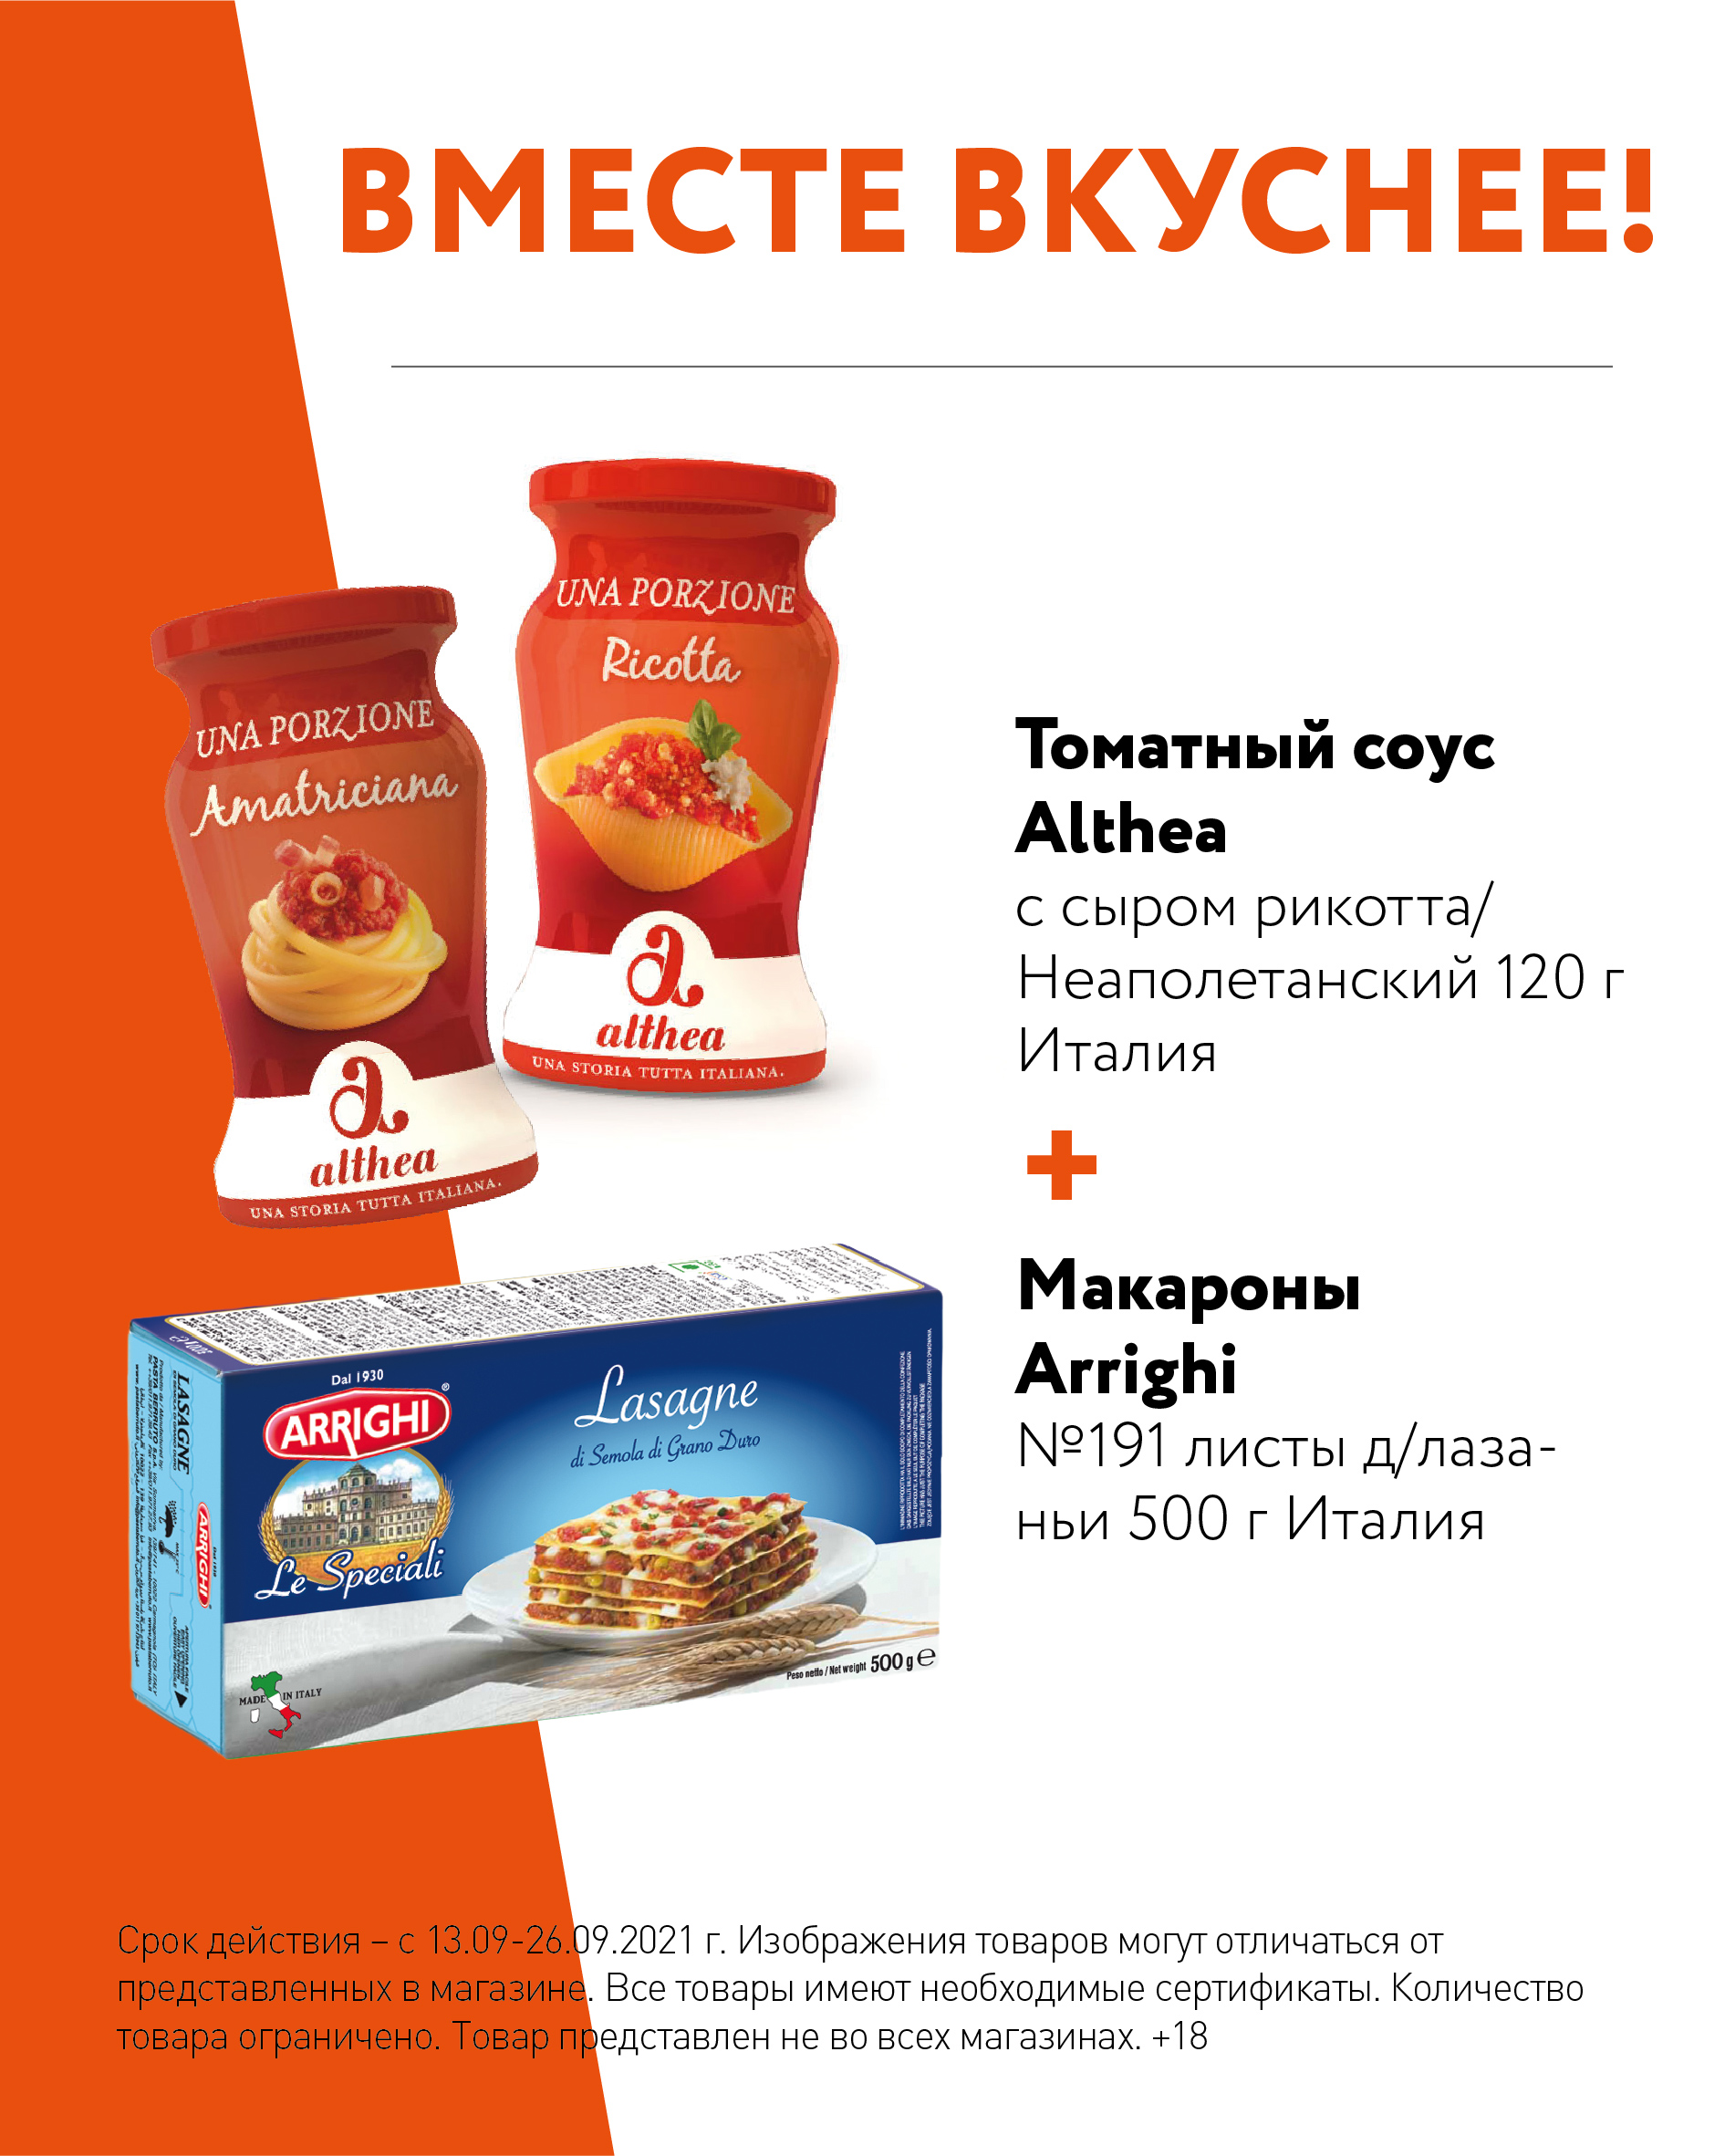 ВМЕСТЕ ВКУСНЕЕ!
UNA PORZIONE
Ricotta
althea
UNA STORIA TUTTA ITALIANA.
UNA PORZIONE
Amatriciana
althea
UNA STORIA TUTTA ITALIANA.
Томатный соус
Althea
с сыром рикотта/
Неаполетанский 120 г
Италия
+
Макароны
Arrighi
№191 листы д/лаза-
ньи 500 г Италия
Dal 1930
ARRIGHI®
Le Speciali
Lasagne
di Semola di Grano Duro
MADE IN ITALY
Peso netto / Net weight 500 g e
LASAGNE
ARRIGHI
Срок действия – с 13.09-26.09.2021 г. Изображения товаров могут отличаться от
представленных в магазине. Все товары имеют необходимые сертификаты. Количество
товара ограничено. Товар представлен не во всех магазинах. +18